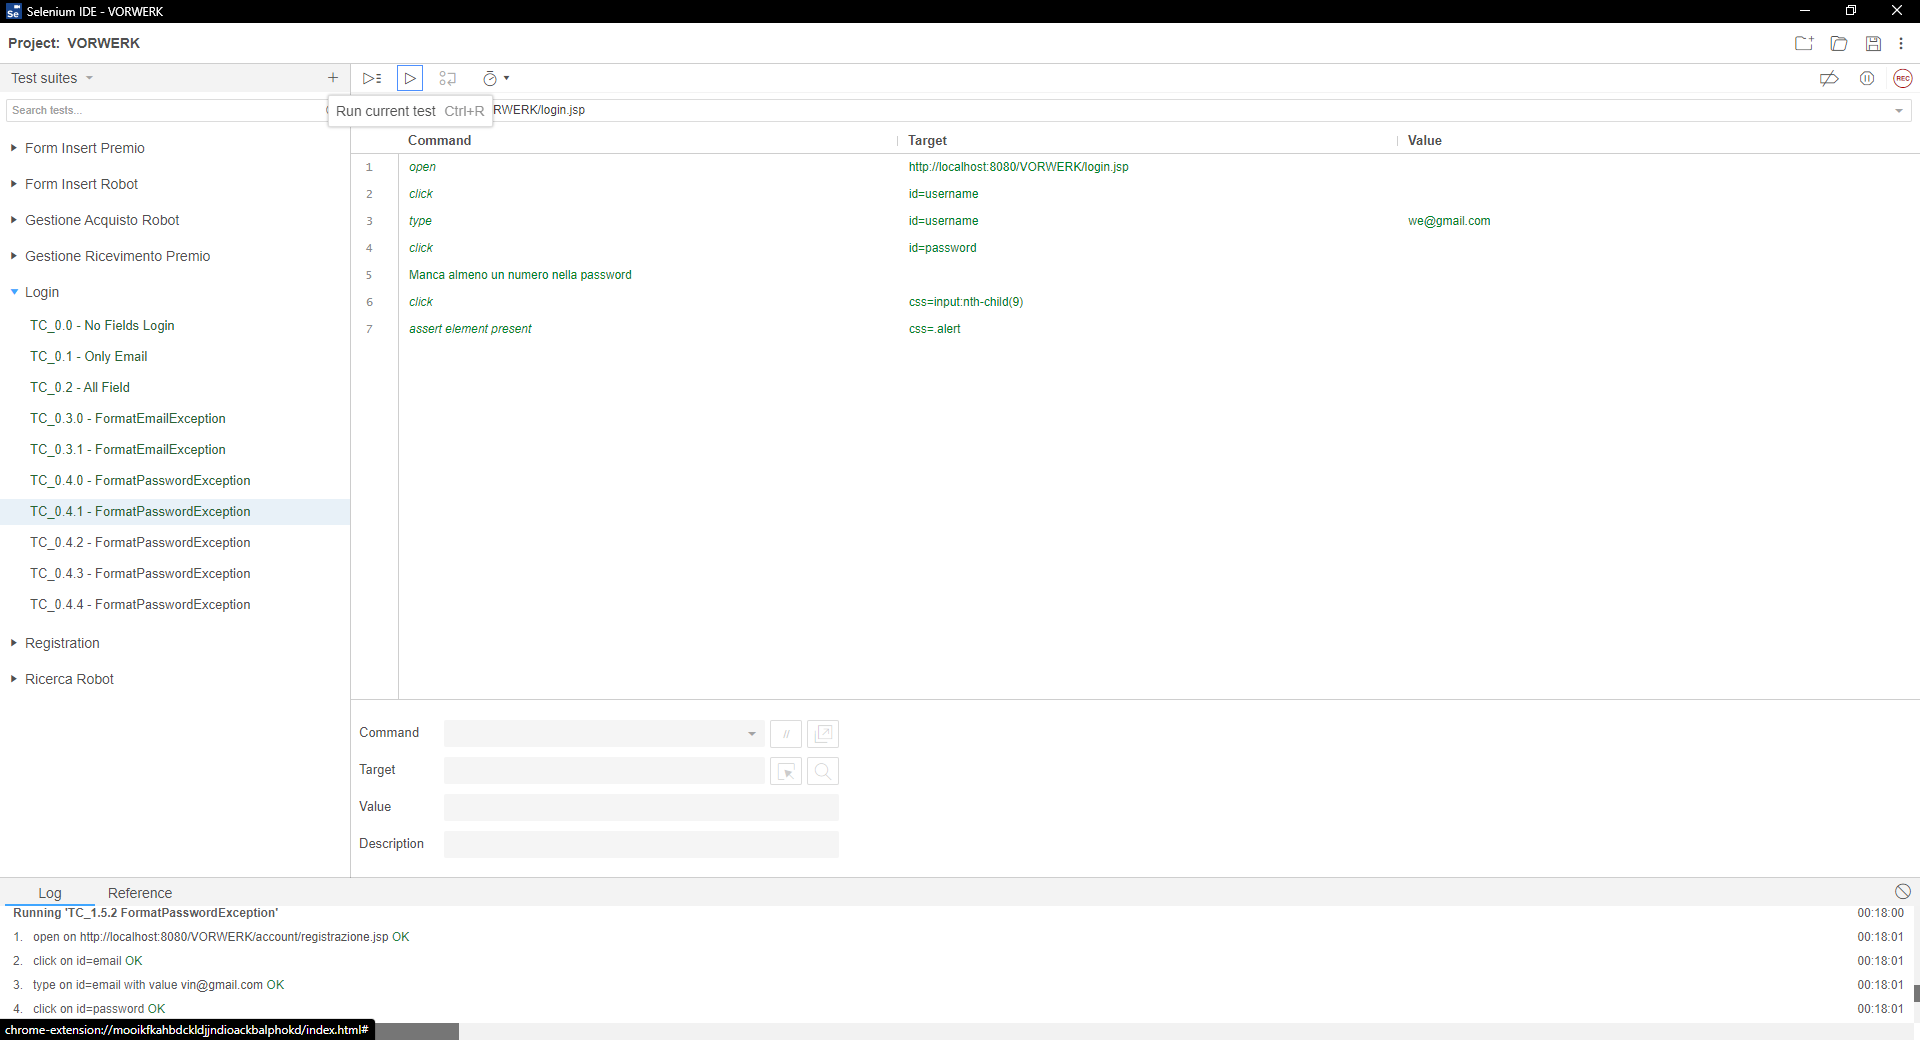 Selenium IDE - VORWERK
Project: VORWERK
Test suites
+
REC
Search tests...
Run current test Ctrl+R
RWERK/login.jsp
Command Target Value
Form Insert Premio
Form Insert Robot
Gestione Acquisto Robot
Gestione Ricevimento Premio
Login
TC_0.0 - No Fields Login
TC_0.1 - Only Email
TC_0.2 - All Field
TC_0.3.0 - FormatEmailException
TC_0.3.1 - FormatEmailException
TC_0.4.0 - FormatPasswordException
TC_0.4.1 - FormatPasswordException
TC_0.4.2 - FormatPasswordException
TC_0.4.3 - FormatPasswordException
TC_0.4.4 - FormatPasswordException
Registration
Ricerca Robot
1 open http://localhost:8080/VORWERK/login.jsp
2 click id=username
3 type id=username we@gmail.com
4 click id=password
5 Manca almeno un numero nella password
6 click css=input:nth-child(9)
7 assert element present css=.alert
Command //
Target
Value
Description
Log Reference
Running 'TC_1.5.2 FormatPasswordException' 00:18:00
1. open on http://localhost:8080/VORWERK/account/registrazione.jsp OK 00:18:01
2. click on id=email OK 00:18:01
3. type on id=email with value vin@gmail.com OK 00:18:01
4. click on id=password OK 00:18:01
chrome-extension://mooikfkahbdckldjjndioackbalphokd/index.html#